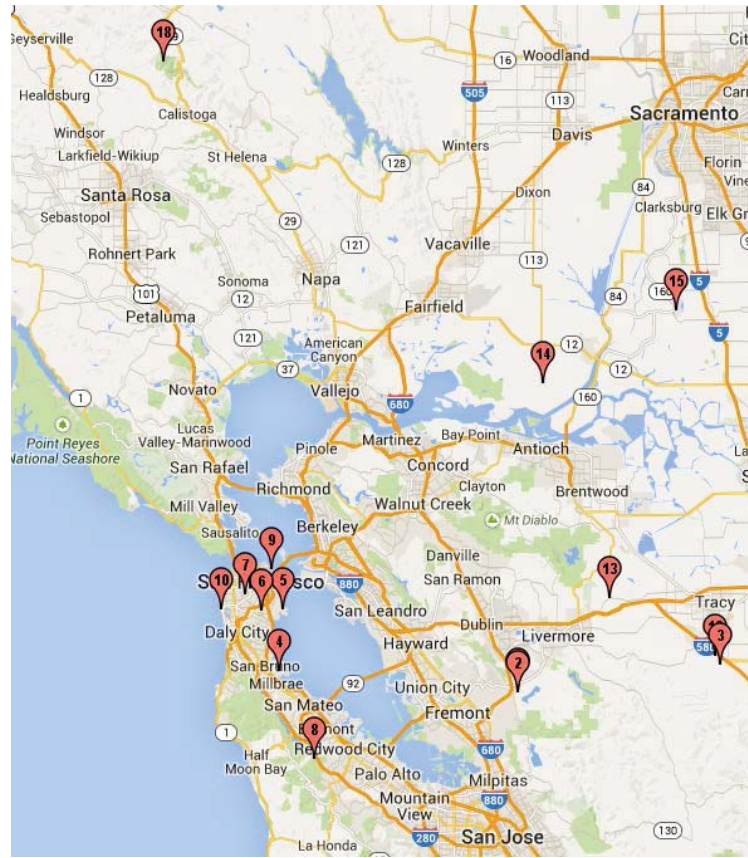 Geyserville
18
128
Healdsburg
Calistoga
Windsor
Larkfield-Wikiup
St Helena
128
Santa Rosa
Sebastopol
29
Rohnert Park
121
Sonoma
Napa
101
12
Petaluma
121
American
Canyon
37
Novato
Vallejo
1
Lucas
Valley-Marinwood
Point Reyes
National Seashore
San Rafael
Pinole
Martinez
Richmond
Mill Valley
Sausalito
Berkeley
16
Woodland
505
113
Winters
Davis
Sacramento
Florin
84
Clarksburg
Dixon
Vacaville
113
Fairfield
160
15
5
84
5
14
12
12
680
160
Bay Point
Antioch
Concord
Clayton
Brentwood
Walnut Creek
Mt Diablo
Danville
San Ramon
9
7
10
6
5
880
San Leandro
Daly City
4
San Bruno
Millbrae
Hayward
Dublin
Livermore
13
Tracy
580
3
2
92
Union City
San Mateo
Fremont
1
8
Redwood City
Half
Moon Bay
680
Palo Alto
Milpitas
Mountain
View
880
San Jose
280
La Honda
130